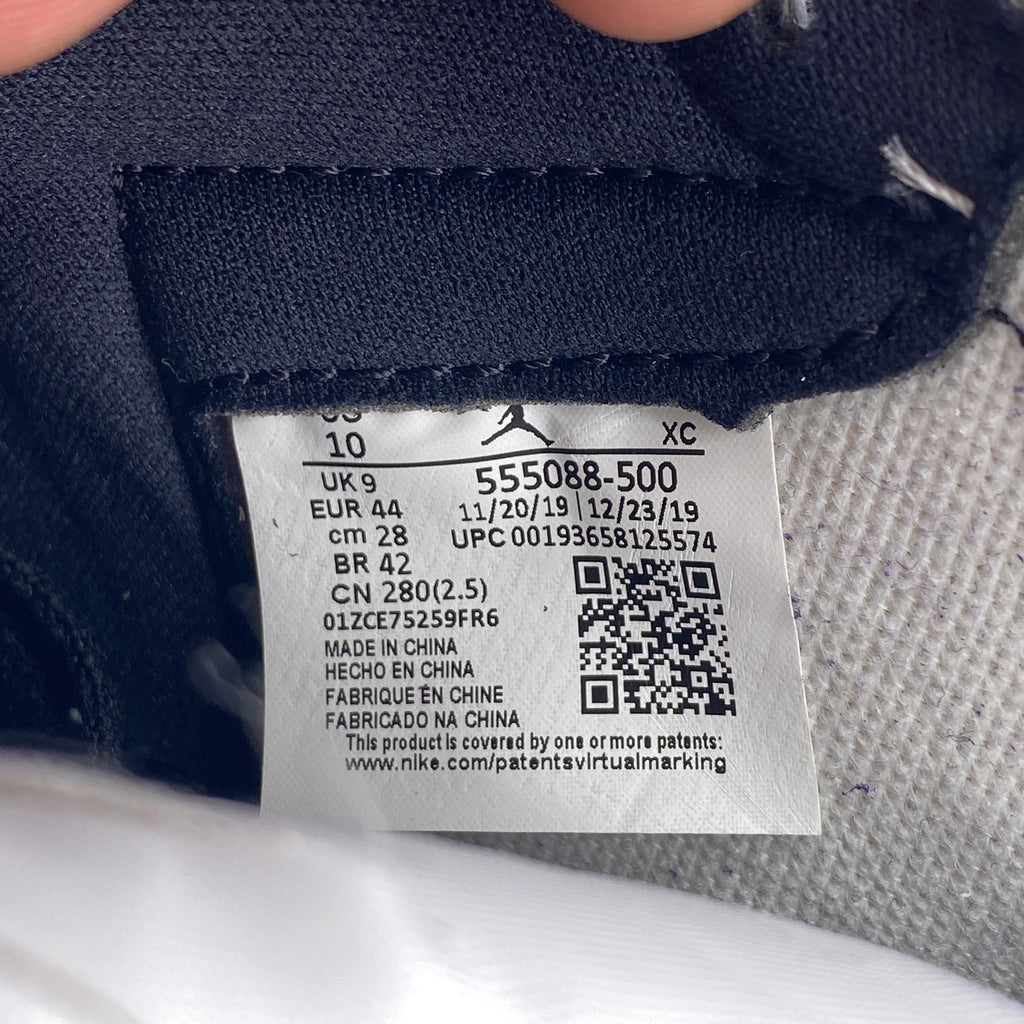 10
XC
UK 9
555088-500
EUR 44
11/20/19 | 12/23/19
cm 28
UPC 00193658125574
BR 42
CN 280(2.5)
01ZCE75259FR6
MADE IN CHINA
HECHO EN CHINA
FABRIQUE EN CHINE
FABRICADO NA CHINA
This product is covered by one or more patents:
www.nike.com/patentsvirtualmarking